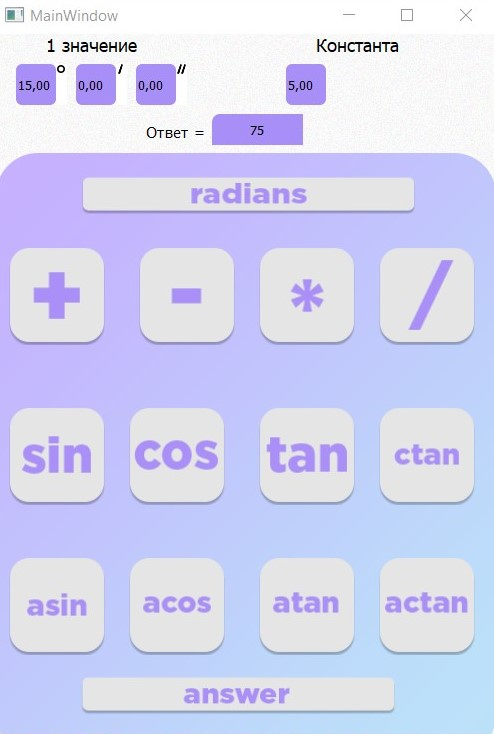 MainWindow
1 значение Константа
15,00 ° 0,00 ′ 0,00 ″ 5,00
Ответ = 75
radians
+ - * /
sin cos tan ctan
asin acos atan actan
answer